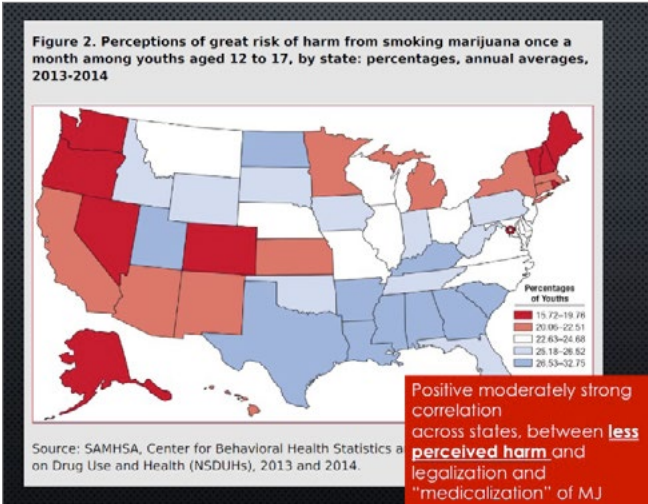 Figure 2. Perceptions of great risk of harm from smoking marijuana once a
month among youths aged 12 to 17, by state: percentages, annual averages,
2013-2014
Percentages
of Youths
15.72–19.76
20.06–22.51
22.63–24.68
25.18–26.52
26.53–32.75
Positive moderately strong
correlation
across states, between less
perceived harm and
legalization and
"medicalization" of MJ
Source: SAMHSA, Center for Behavioral Health Statistics a
on Drug Use and Health (NSDUHs), 2013 and 2014.